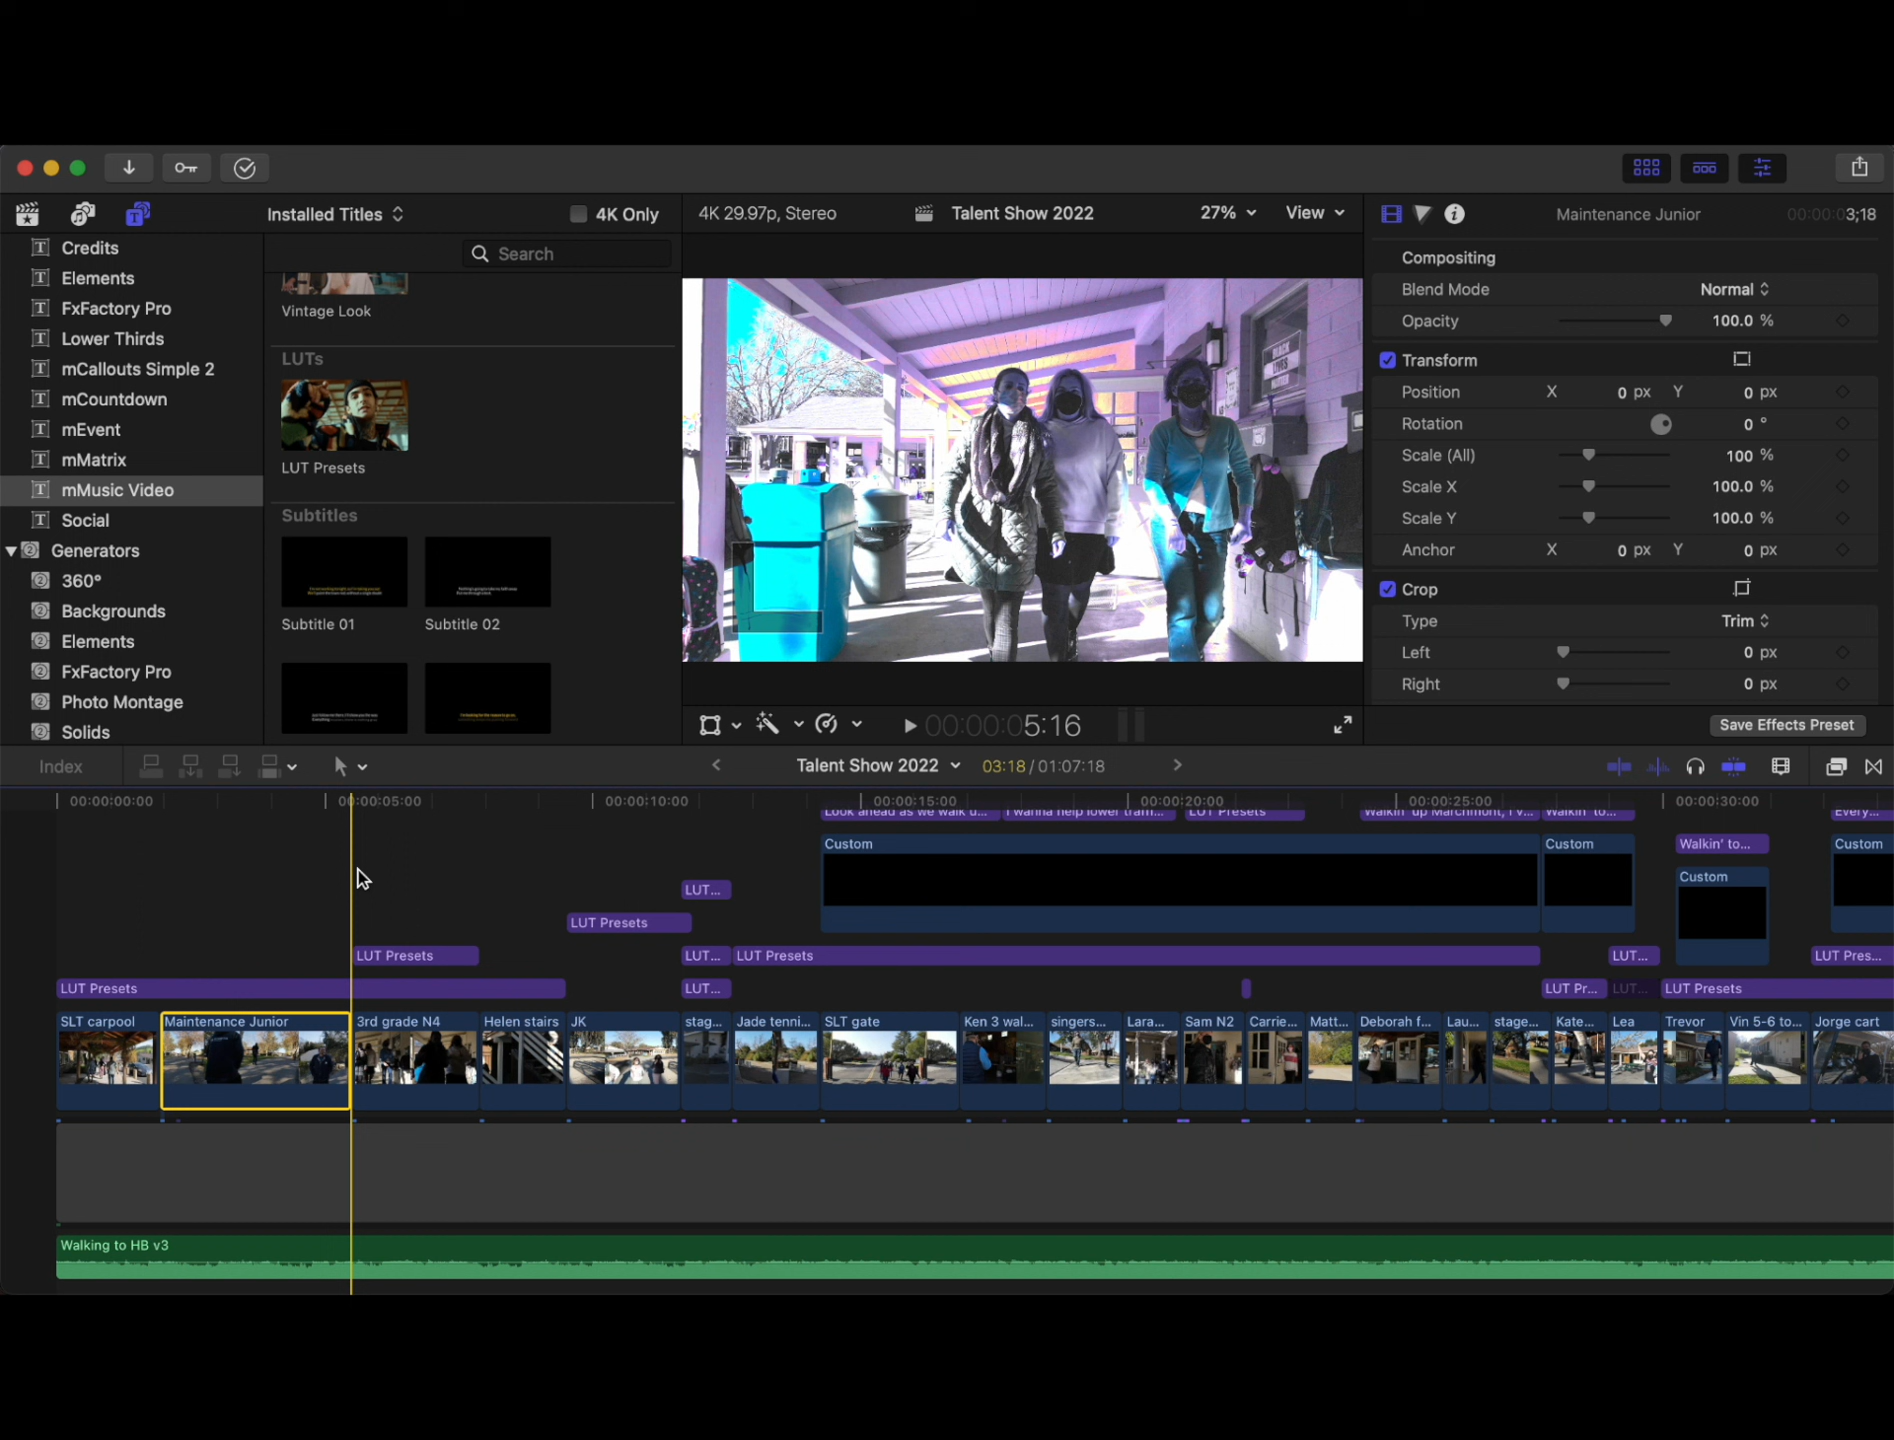 Installed Titles
4K Only
4K 29.97p, Stereo
Talent Show 2022
27%
View
Maintenance Junior
00:00:03;18
Credits
Elements
FxFactory Pro
Lower Thirds
mCallouts Simple 2
mCountdown
mEvent
mMatrix
mMusic Video
Social
Generators
360°
Backgrounds
Elements
FxFactory Pro
Photo Montage
Solids
Search
Vintage Look
LUTs
LUT Presets
Subtitles
Subtitle 01
Subtitle 02
BLACK
LIVES
MATTER
Compositing
Blend Mode Normal
Opacity 100.0 %
Transform
Position X 0 px Y 0 px
Rotation 0 °
Scale (All) 100 %
Scale X 100.0 %
Scale Y 100.0 %
Anchor X 0 px Y 0 px
Crop
Type Trim
Left 0 px
Right 0 px
00:00:05:16
Save Effects Preset
Index
Talent Show 2022
03:18 / 01:07:18
00:00:00:00 00:00:05:00 00:00:10:00 00:00:15:00 00:00:20:00 00:00:25:00 00:00:30:00
Look ahead as we walk u... I wanna help lower traff... LUT Presets Walkin' up Marchmont, I v... Walkin' to... Every...
Custom Custom Walkin' to... Custom
Custom
LUT...
LUT Presets
LUT Presets LUT... LUT Presets LUT... LUT Pres...
LUT Presets LUT... LUT Pr... LUT... LUT Presets
SLT carpool Maintenance Junior 3rd grade N4 Helen stairs JK stag... Jade tenni... SLT gate Ken 3 wal... singers... Lara... Sam N2 Carrie... Matt... Deborah f... Lau... stage... Kate... Lea Trevor Vin 5-6 to... Jorge cart
Walking to HB v3